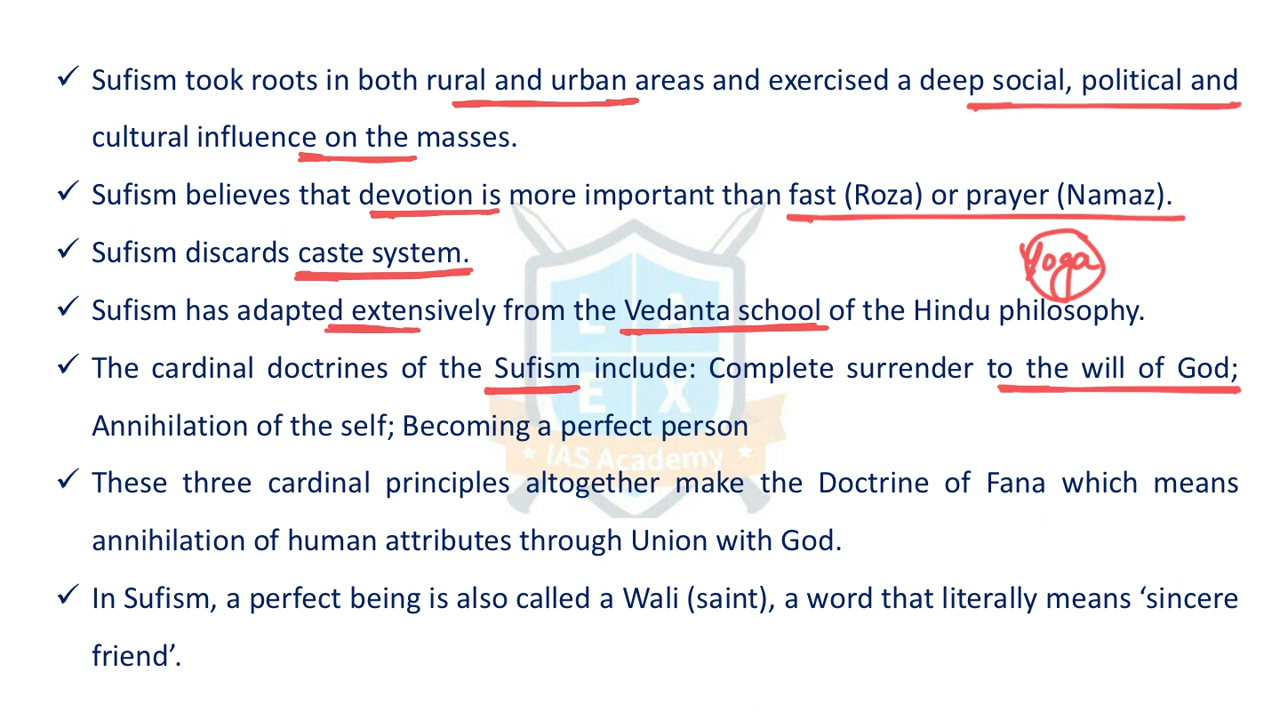 ✓ Sufism took roots in both rural and urban areas and exercised a deep social, political and
cultural influence on the masses.
✓ Sufism believes that devotion is more important than fast (Roza) or prayer (Namaz).
✓ Sufism discards caste system.
Yoga
✓ Sufism has adapted extensively from the Vedanta school of the Hindu philosophy.
✓ The cardinal doctrines of the Sufism include: Complete surrender to the will of God;
Annihilation of the self; Becoming a perfect person
✓ These three cardinal principles altogether make the Doctrine of Fana which means
annihilation of human attributes through Union with God.
✓ In Sufism, a perfect being is also called a Wali (saint), a word that literally means ‘sincere
friend’.
L A
E X
IAS Academy